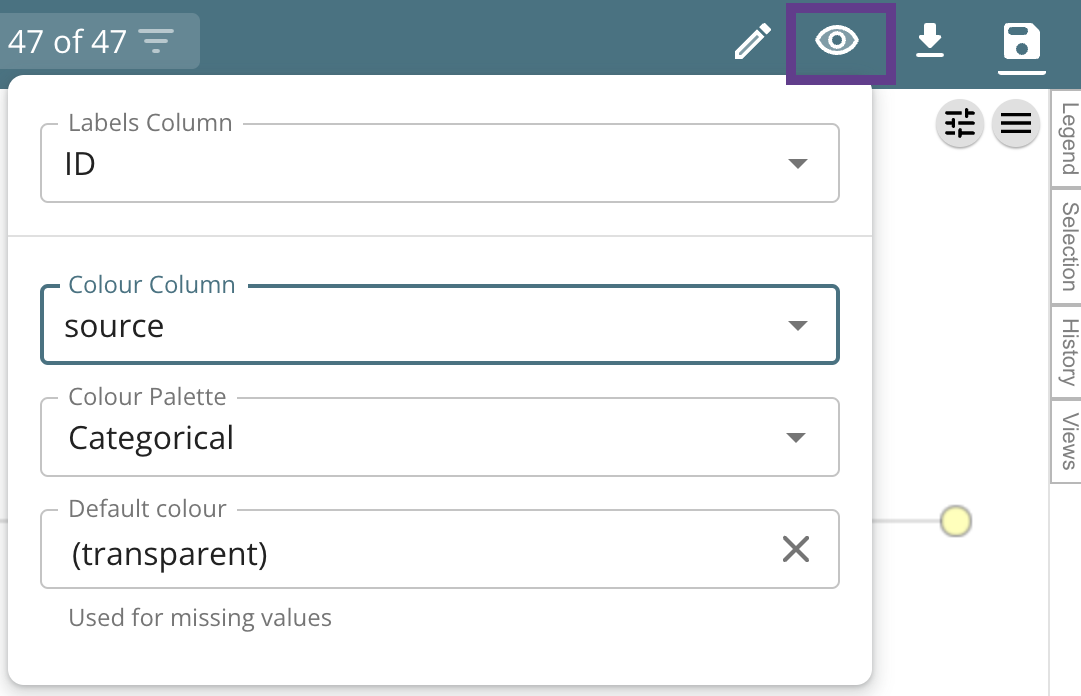 47 of 47
Labels Column
ID
Colour Column
source
Colour Palette
Categorical
Default colour
(transparent)
Used for missing values
Legend
Selection
History
Views